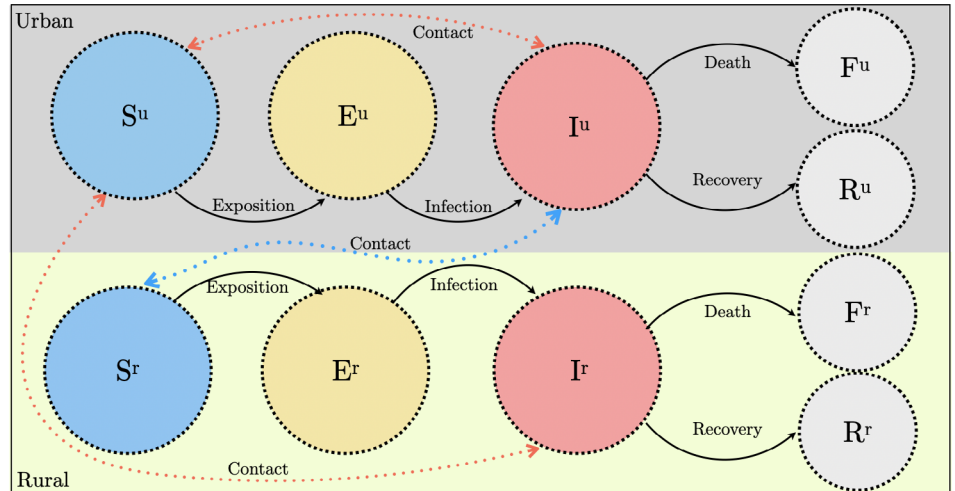 Urban
Contact
Death
Sᵘ
Eᵘ
Iᵘ
Fᵘ
Exposition
Infection
Recovery
Rᵘ
Contact
Exposition
Infection
Death
Fʳ
Sʳ
Eʳ
Iʳ
Recovery
Rʳ
Contact
Rural